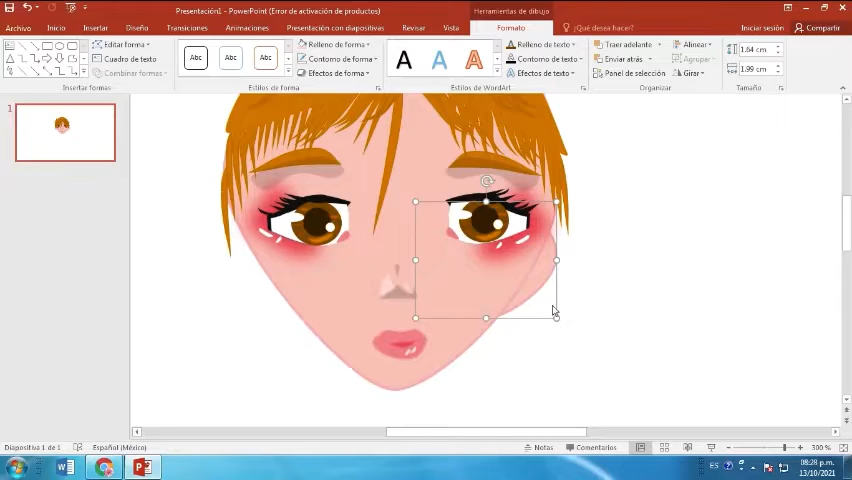 Presentación1 - PowerPoint (Error de activación de productos)
Herramientas de dibujo
Archivo Inicio Insertar Diseño Transiciones Animaciones Presentación con diapositivas Revisar Vista Formato ¿Qué desea hacer? Iniciar sesión Compartir
Editar forma
Cuadro de texto
Combinar formas
Insertar formas
Abc Abc Abc
Relleno de forma
Contorno de forma
Efectos de forma
Estilos de forma
A A A
Relleno de texto
Contorno de texto
Efectos de texto
Estilos de WordArt
Traer adelante
Enviar atrás
Panel de selección
Alinear
Agrupar
Girar
Organizar
1.64 cm
1.99 cm
Tamaño
1
Diapositiva 1 de 1 Español (México) Notas Comentarios 300 %
ES
08:28 p.m.
13/10/2021